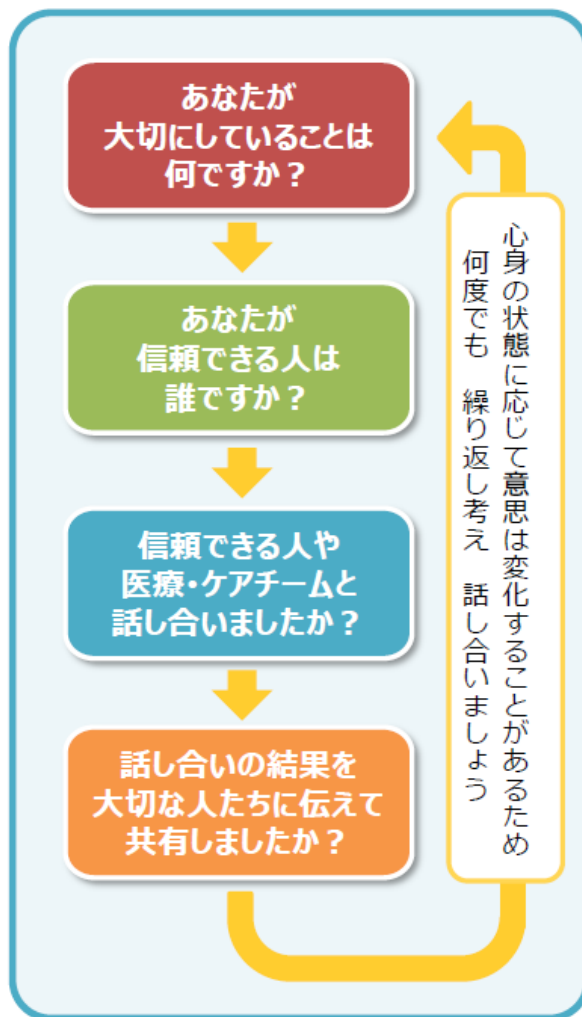 あなたが
大切にしていることは
何ですか？
あなたが
信頼できる人は
誰ですか？
信頼できる人や
医療・ケアチームと
話し合いましたか？
話し合いの結果を
大切な人たちに伝えて
共有しましたか？
心身の状態に応じて意思は変化することがあるため
何度でも　繰り返し考え　話し合いましょう